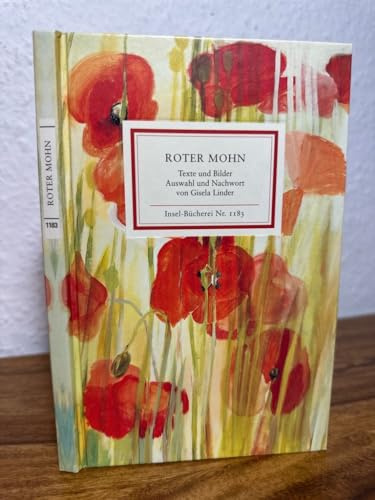 ROTER MOHN
1183
ROTER MOHN
Texte und Bilder
Auswahl und Nachwort
von Gisela Linder
Insel-Bücherei Nr. 1183